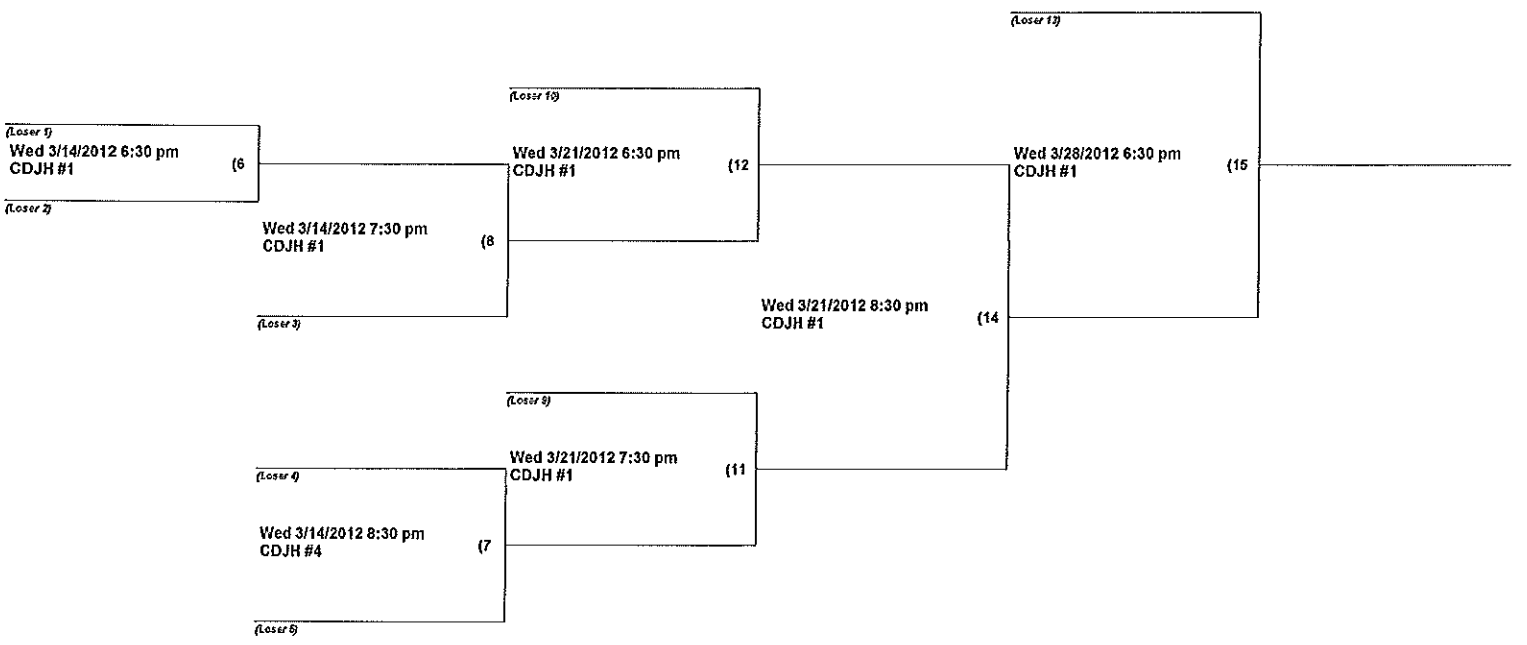 (Loser 13)
(Loser 10)
(Loser 1)
Wed 3/14/2012 6:30 pm
CDJH #1
(6
(Loser 2)
Wed 3/21/2012 6:30 pm
CDJH #1
(12
Wed 3/28/2012 6:30 pm
CDJH #1
(15
Wed 3/14/2012 7:30 pm
CDJH #1
(8
(Loser 3)
Wed 3/21/2012 8:30 pm
CDJH #1
(14
(Loser 9)
Wed 3/21/2012 7:30 pm
CDJH #1
(11
(Loser 4)
Wed 3/14/2012 8:30 pm
CDJH #4
(7
(Loser 5)